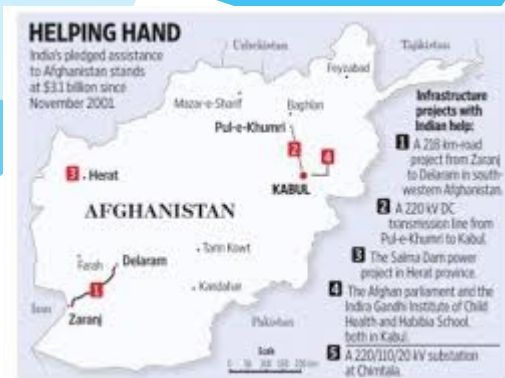 HELPING HAND
India's pledged assistance
to Afghanistan stands
at $3.1 billion since
November 2001
Uzbekistan
Tajikistan
Feyzabad
Mazar-e-Sharif
Baghlan
Pul-e-Khumri
2
4
KABUL
3
Herat
AFGHANISTAN
Tarin Kowt
Farah
Delaram
1
Kandahar
Zaranj
Iran
Pakistan
Scale
Infrastructure
projects with
Indian help:
1 A 218 km-road
project from Zaranj
to Delaram in south-
western Afghanistan.
2 A 220 kV DC
transmission line from
Pul-e-Khumri to Kabul.
3 The Salma Dam power
project in Herat province.
4 The Afghan parliament and the
Indira Gandhi Institute of Child
Health and Habibia School,
both in Kabul.
5 A 220/110/20 kV substation
at Chimtala.